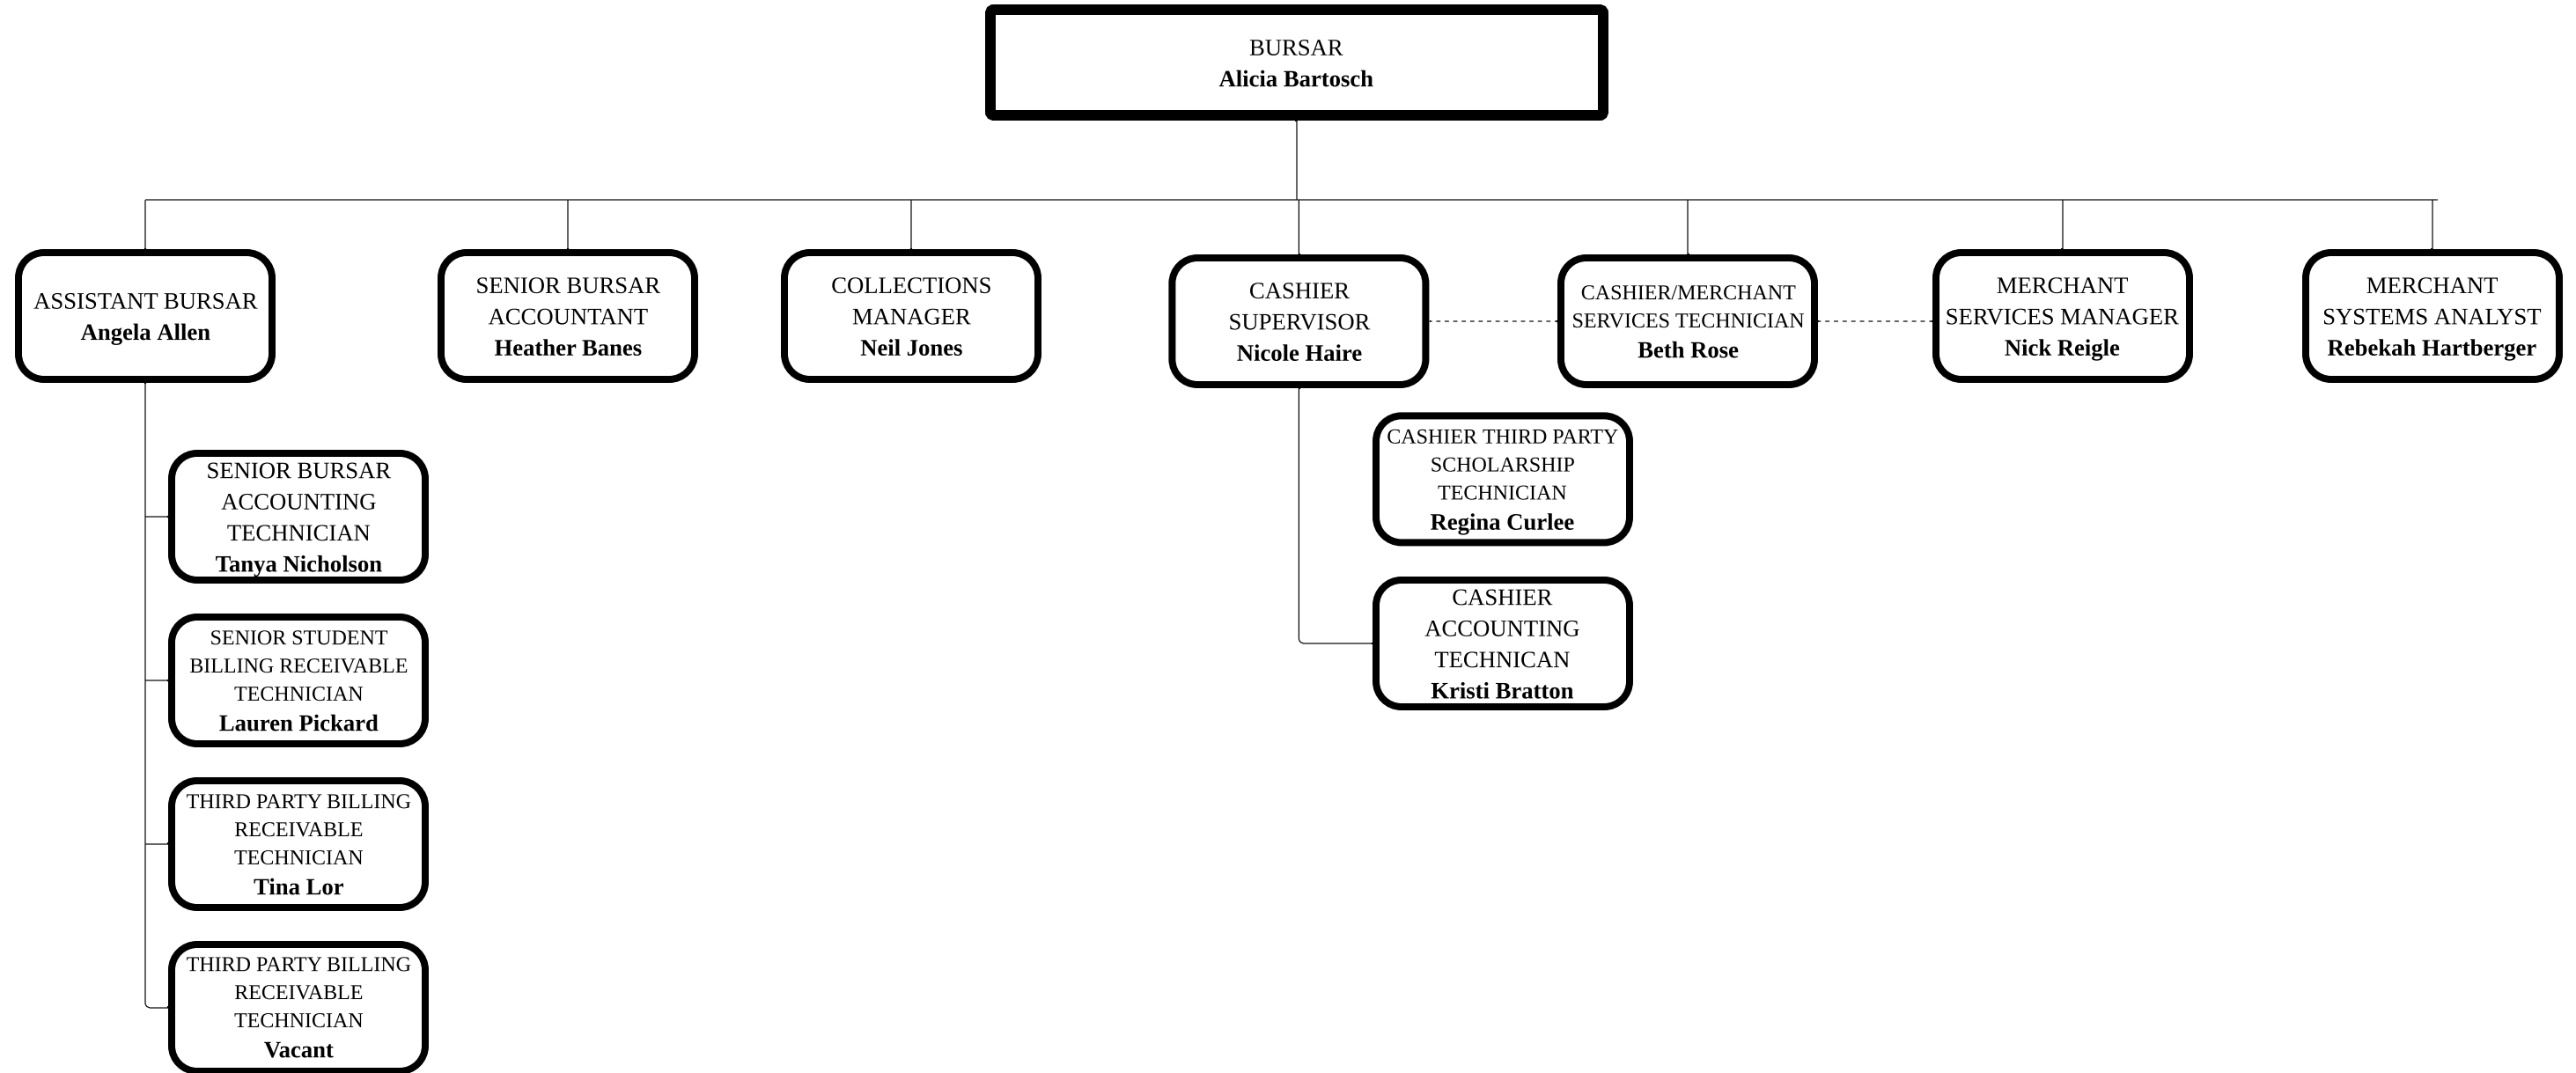 BURSAR
Alicia Bartosch
ASSISTANT BURSAR
Angela Allen
SENIOR BURSAR
ACCOUNTANT
Heather Banes
COLLECTIONS
MANAGER
Neil Jones
CASHIER
SUPERVISOR
Nicole Haire
CASHIER/MERCHANT
SERVICES TECHNICIAN
Beth Rose
MERCHANT
SERVICES MANAGER
Nick Reigle
MERCHANT
SYSTEMS ANALYST
Rebekah Hartberger
SENIOR BURSAR
ACCOUNTING
TECHNICIAN
Tanya Nicholson
SENIOR STUDENT
BILLING RECEIVABLE
TECHNICIAN
Lauren Pickard
THIRD PARTY BILLING
RECEIVABLE
TECHNICIAN
Tina Lor
THIRD PARTY BILLING
RECEIVABLE
TECHNICIAN
Vacant
CASHIER THIRD PARTY
SCHOLARSHIP
TECHNICIAN
Regina Curlee
CASHIER
ACCOUNTING
TECHNICAN
Kristi Bratton